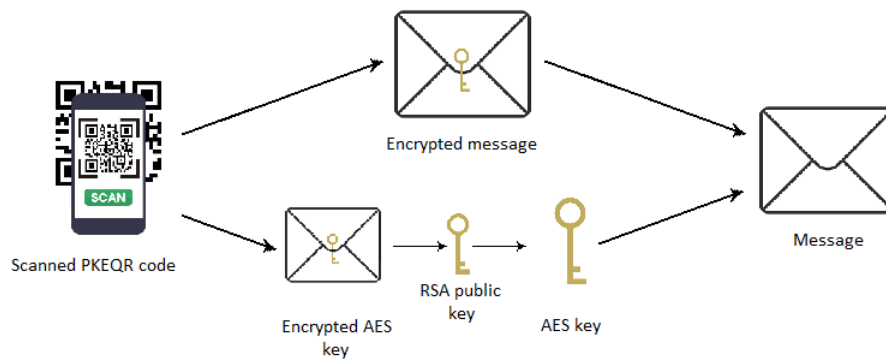 SCAN
Scanned PKEQR code
Encrypted message
Encrypted AES
key
RSA public
key
AES key
Message